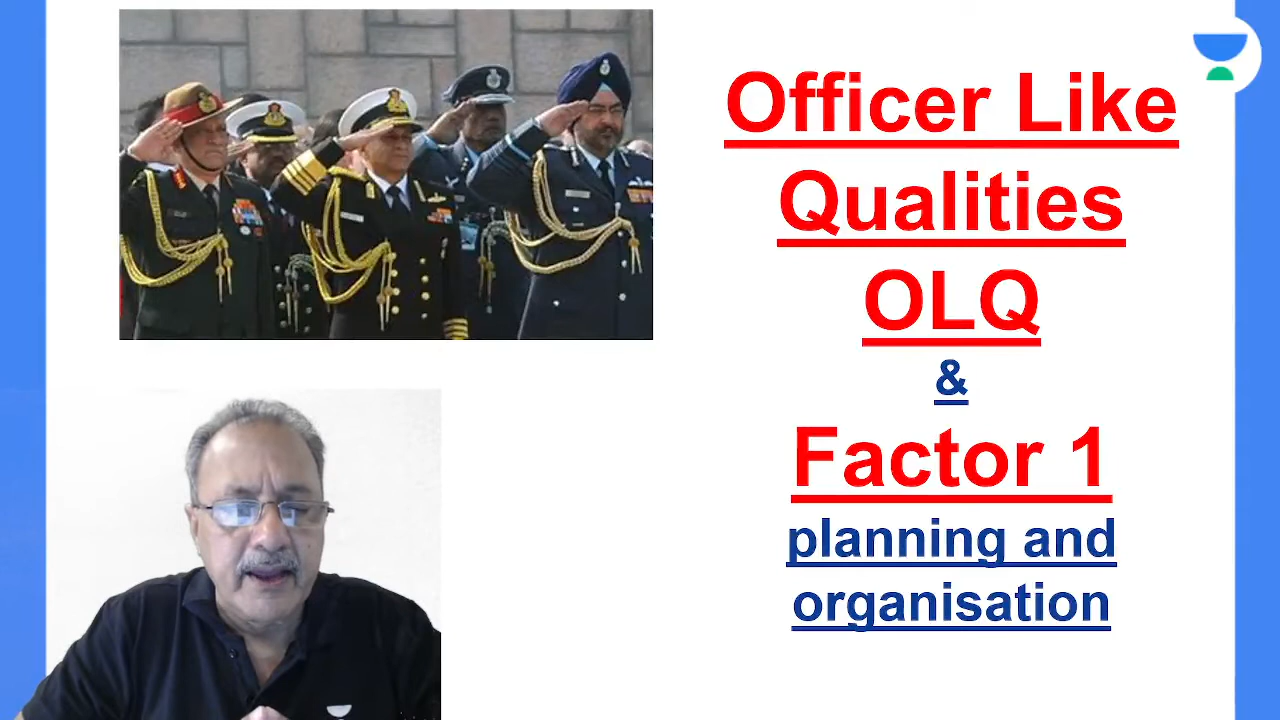 Officer Like
Qualities
OLQ
&
Factor 1
planning and
organisation